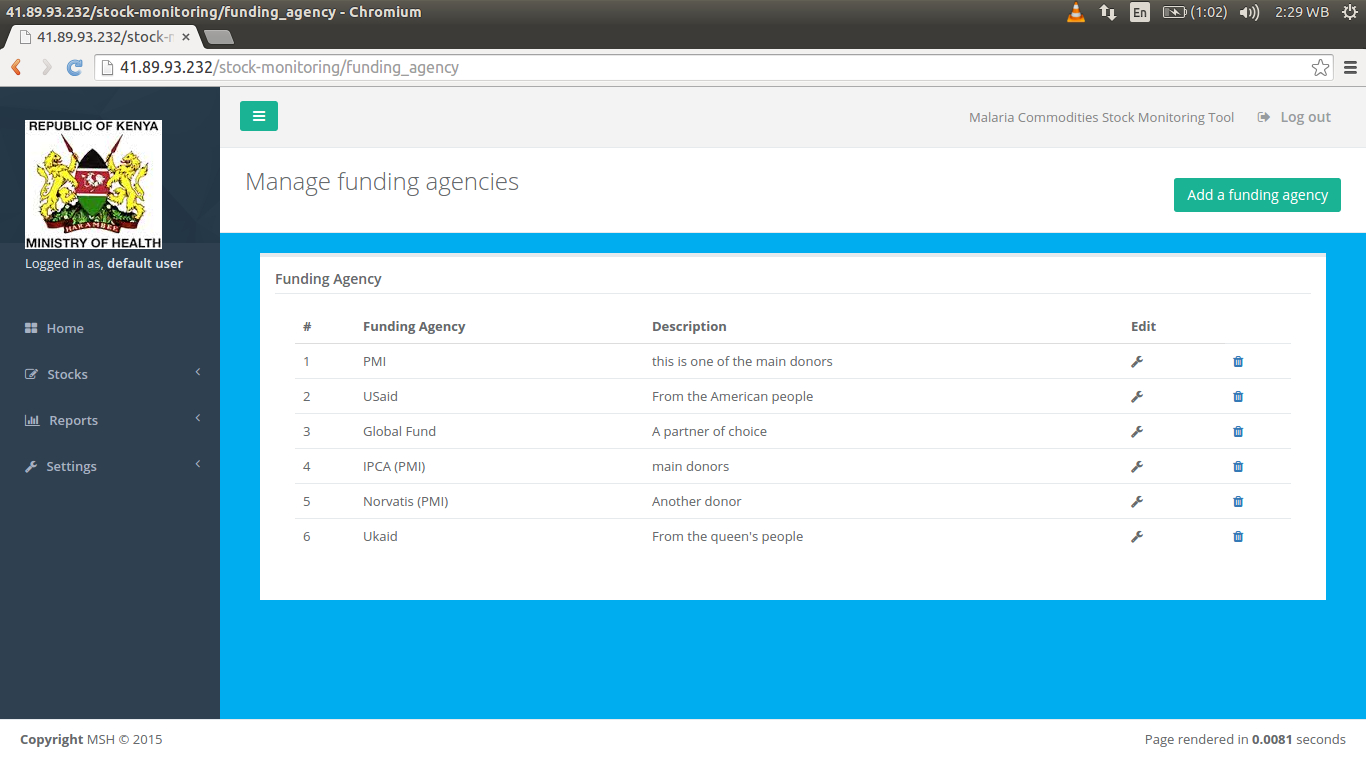 41.89.93.232/stock-monitoring/funding_agency - Chromium
En (1:02) 2:29 WB
41.89.93.232/stock-r
41.89.93.232/stock-monitoring/funding_agency
REPUBLIC OF KENYA
HARAMBEE
MINISTRY OF HEALTH
Logged in as, default user
Home
Stocks
Reports
Settings
Malaria Commodities Stock Monitoring Tool Log out
Manage funding agencies
Add a funding agency
Funding Agency
# Funding Agency Description Edit
1 PMI this is one of the main donors
2 USaid From the American people
3 Global Fund A partner of choice
4 IPCA (PMI) main donors
5 Norvatis (PMI) Another donor
6 Ukaid From the queen's people
Copyright MSH © 2015
Page rendered in 0.0081 seconds